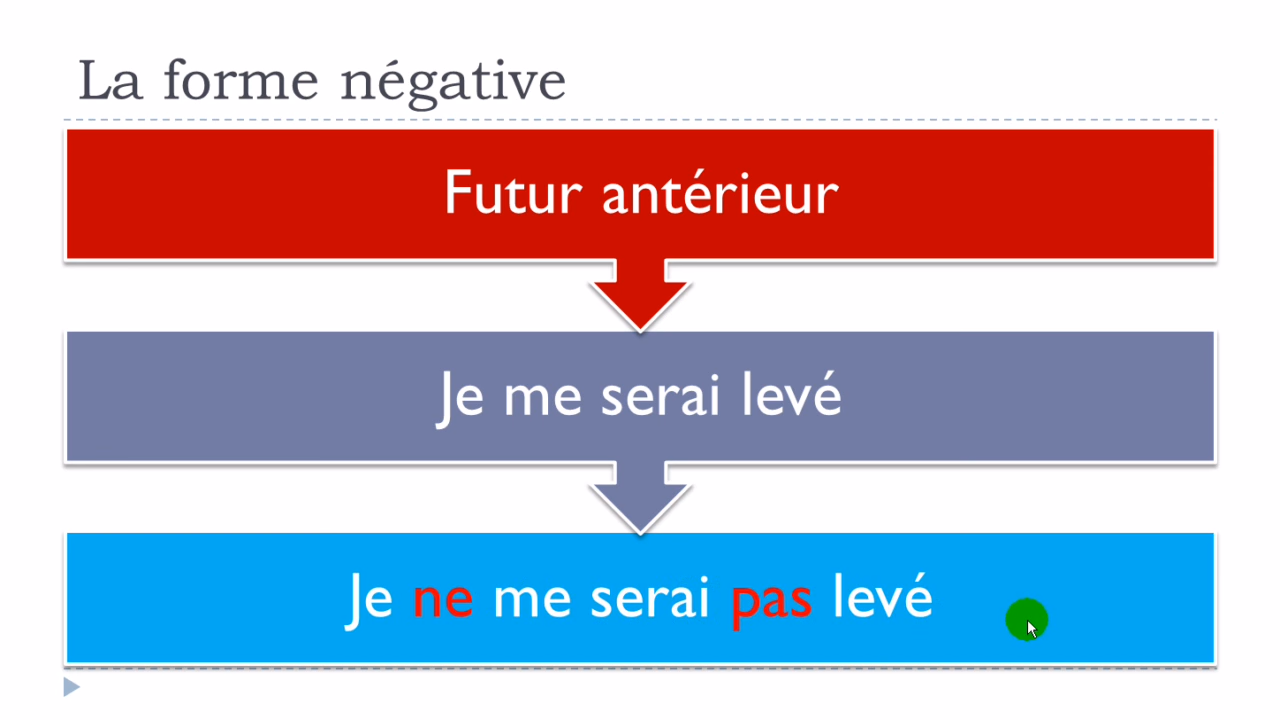 La forme négative
Futur antérieur
Je me serai levé
Je ne me serai pas levé